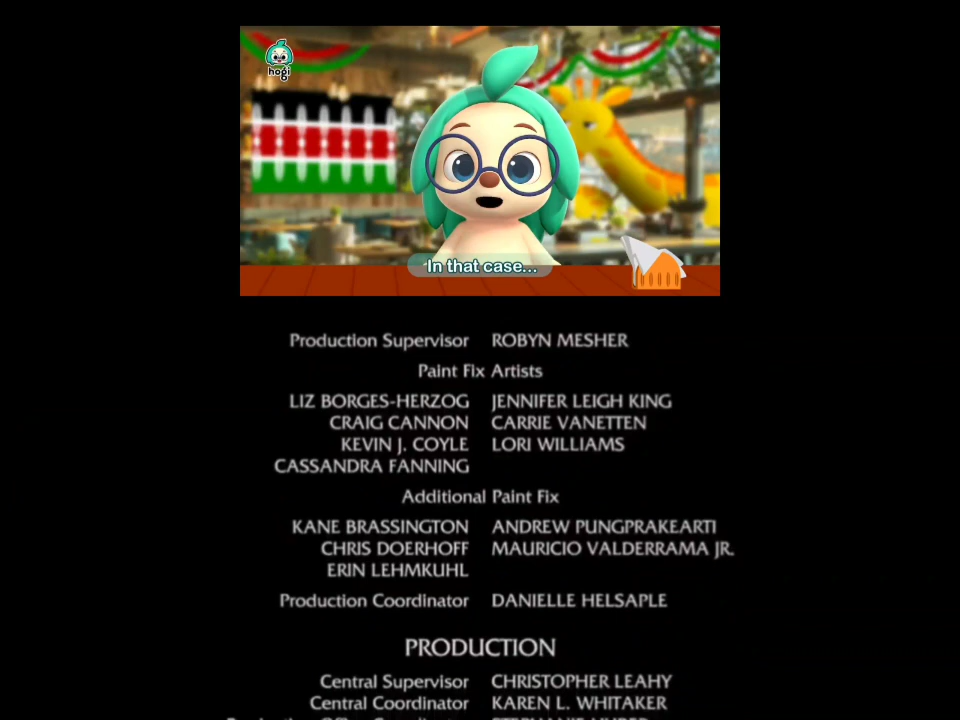 hogi
In that case...
Production Supervisor ROBYN MESHER
Paint Fix Artists
LIZ BORGES-HERZOG JENNIFER LEIGH KING
CRAIG CANNON CARRIE VANETTEN
KEVIN J. COYLE LORI WILLIAMS
CASSANDRA FANNING
Additional Paint Fix
KANE BRASSINGTON ANDREW PUNGPRAKEARTI
CHRIS DOERHOFF MAURICIO VALDERRAMA JR.
ERIN LEHMKUHL
Production Coordinator DANIELLE HELSAPLE
PRODUCTION
Central Supervisor CHRISTOPHER LEAHY
Central Coordinator KAREN L. WHITAKER